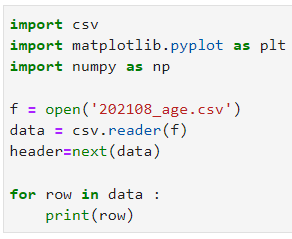 import csv
import matplotlib.pyplot as plt
import numpy as np
f = open('202108_age.csv')
data = csv.reader(f)
header=next(data)
for row in data :
    print(row)